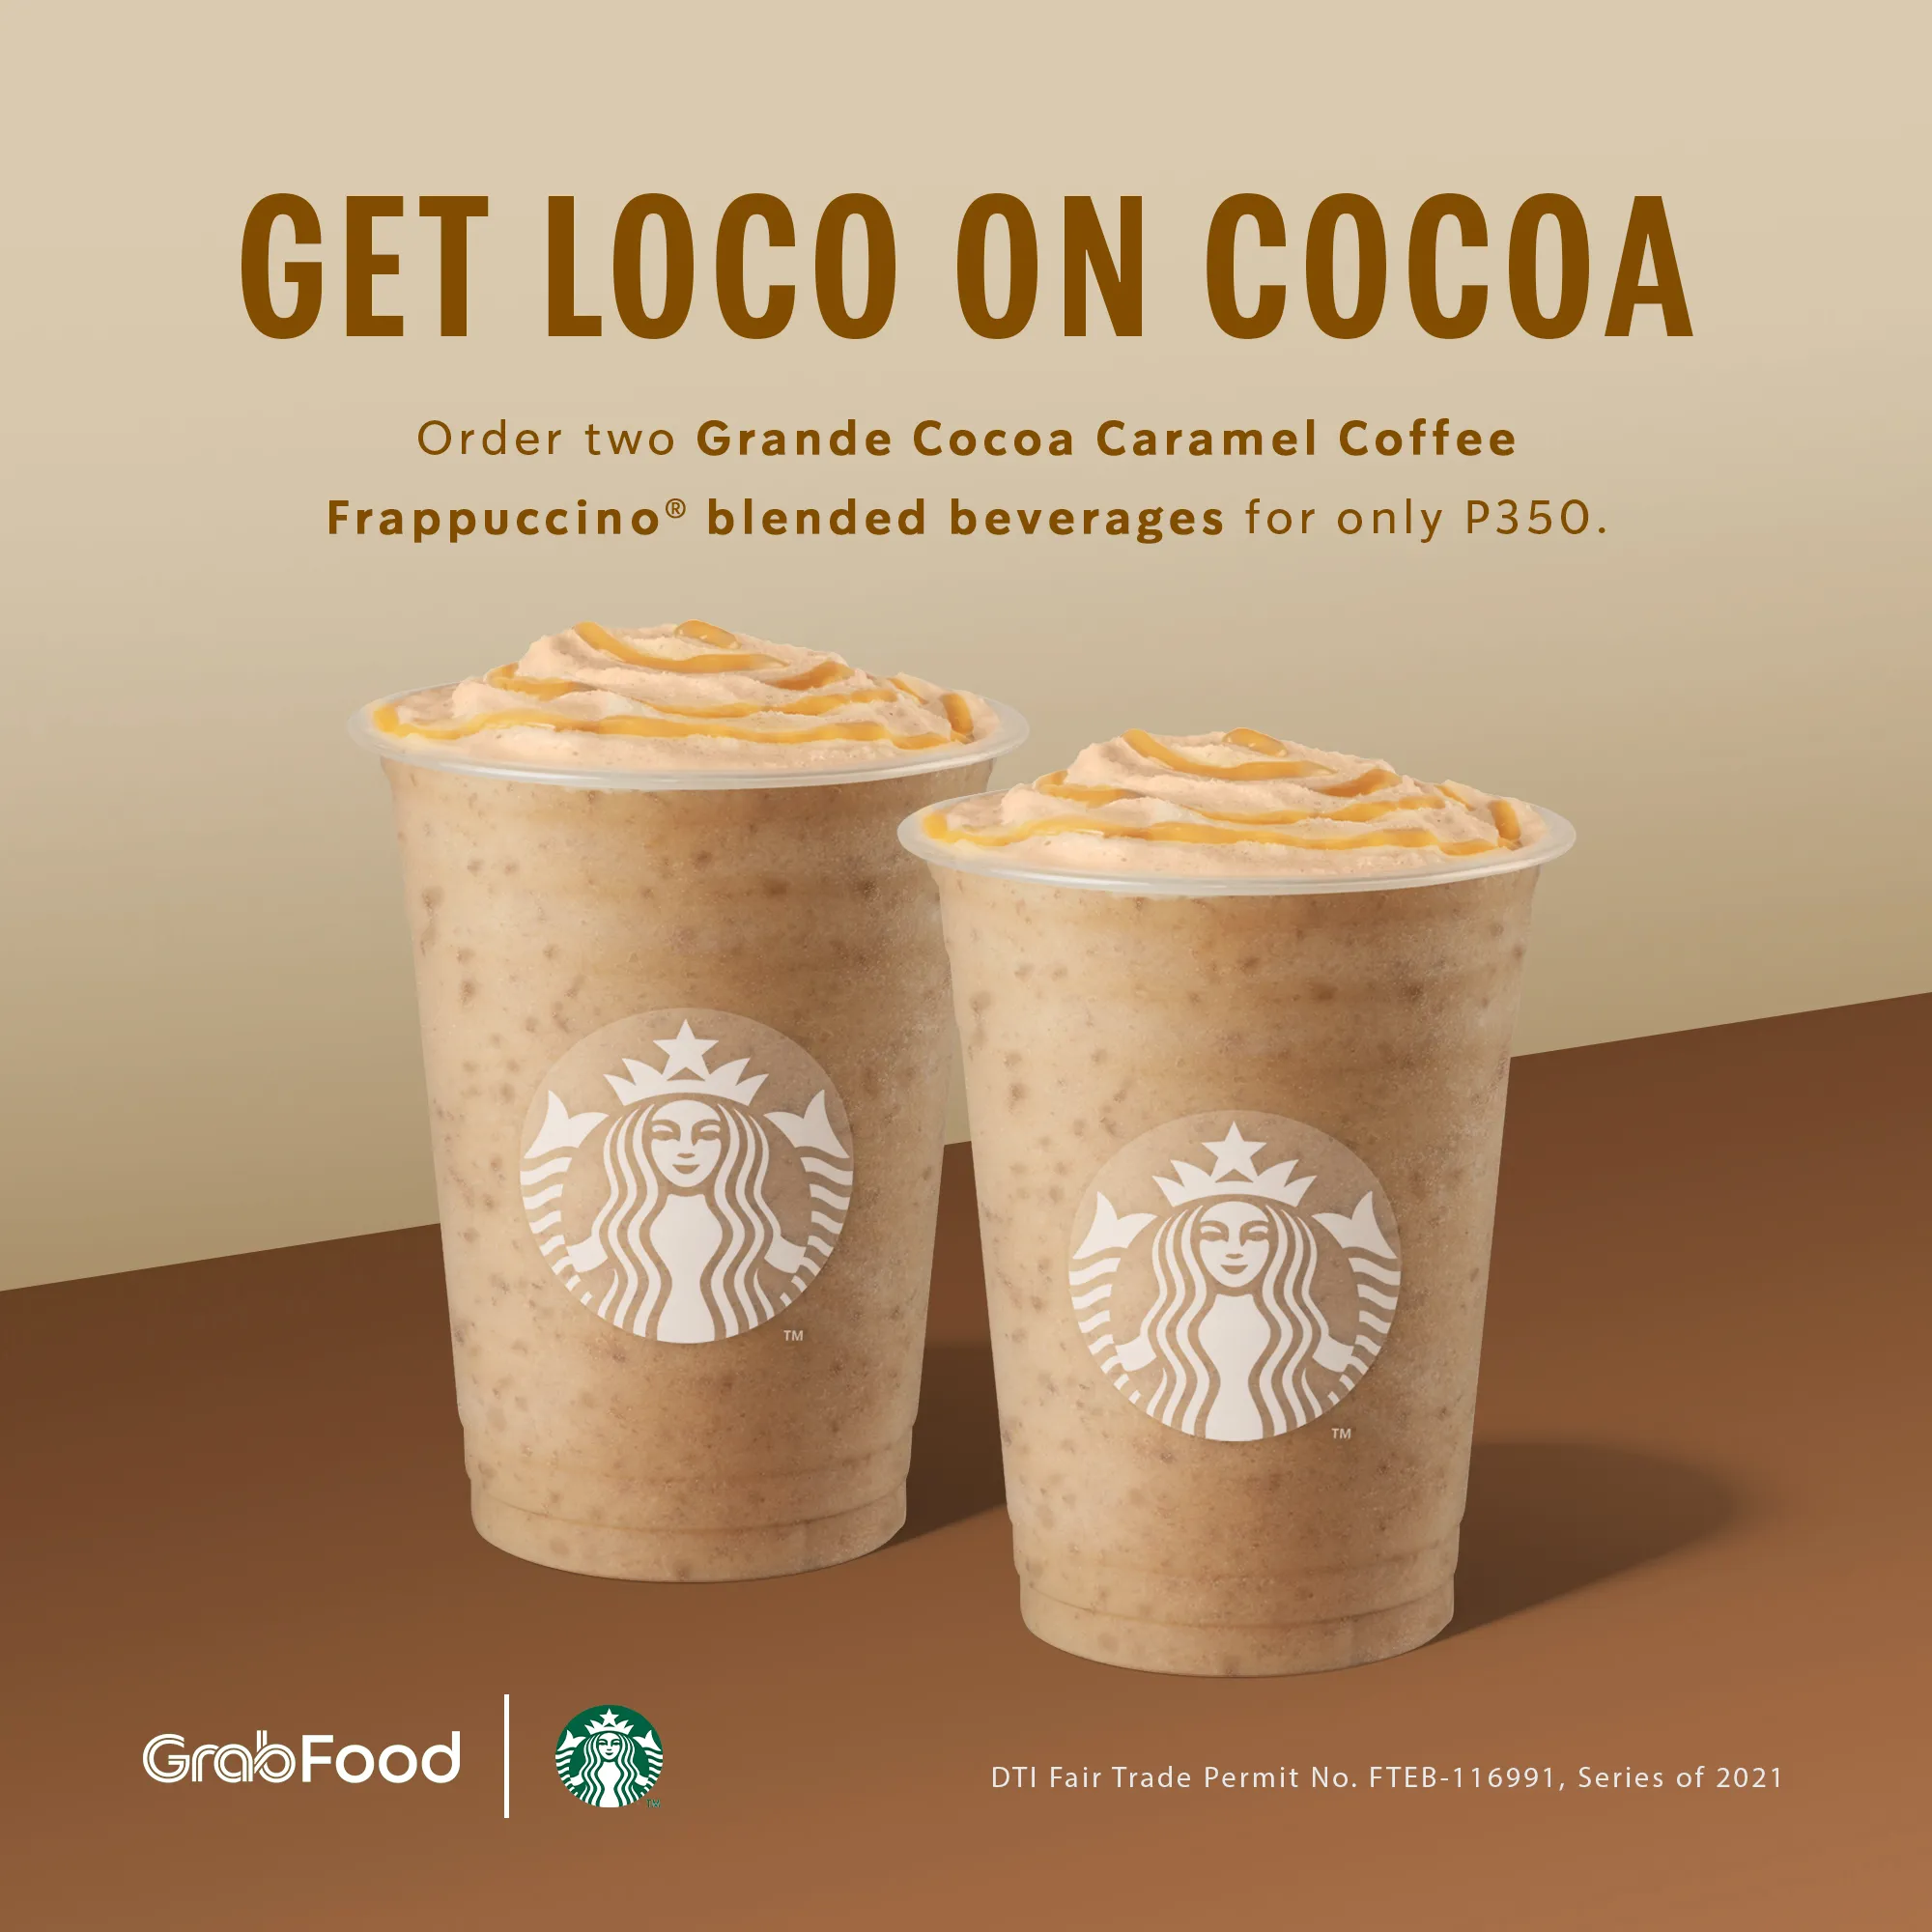 GET LOCO ON COCOA
Order two Grande Cocoa Caramel Coffee
Frappuccino® blended beverages for only P350.
TM
TM
GrabFood
TM
DTI Fair Trade Permit No. FTEB-116991, Series of 2021